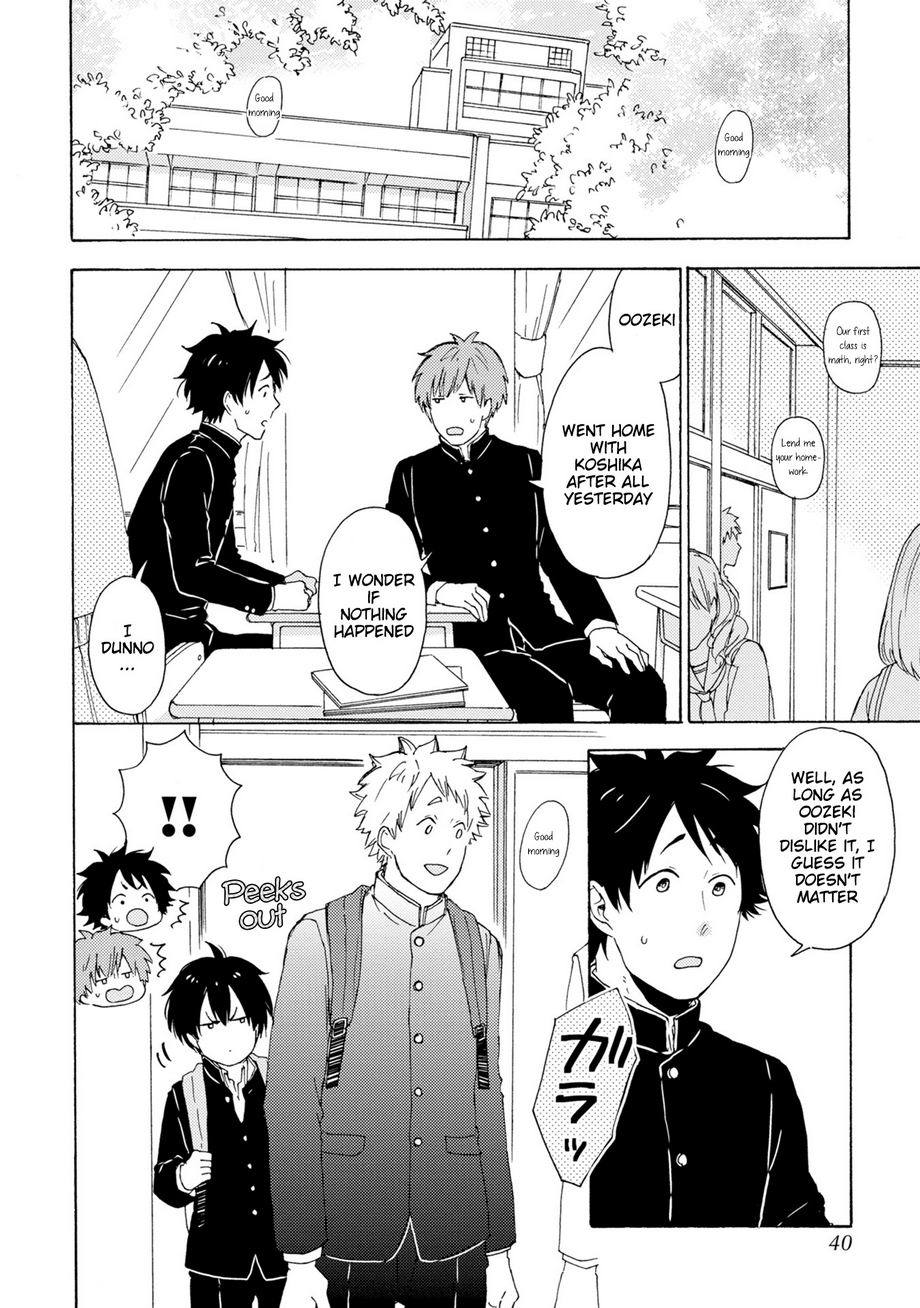 Good
morning
Good
morning
Our first
class is
math, right?
Lend me
your home-
work
OOZEKI
WENT HOME
WITH
KOSHIKA
AFTER ALL
YESTERDAY
I WONDER
IF
NOTHING
HAPPENED
I
DUNNO
...
WELL, AS
LONG AS
OOZEKI
DIDN'T
DISLIKE IT, I
GUESS IT
DOESN'T
MATTER
ガラッ
Good
morning
!!
Peeks
out
40